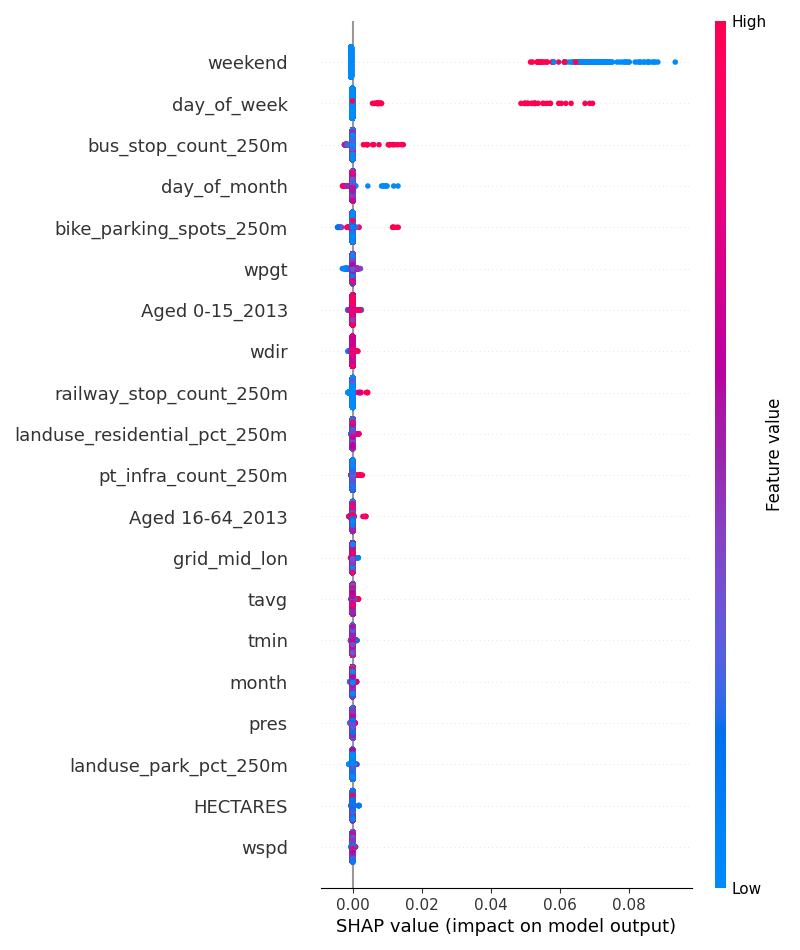 High
weekend
day_of_week
bus_stop_count_250m
day_of_month
bike_parking_spots_250m
wpgt
Aged 0-15_2013
wdir
railway_stop_count_250m
landuse_residential_pct_250m
pt_infra_count_250m
Aged 16-64_2013
grid_mid_lon
tavg
tmin
month
pres
landuse_park_pct_250m
HECTARES
wspd
Feature value
Low
0.00 0.02 0.04 0.06 0.08
SHAP value (impact on model output)